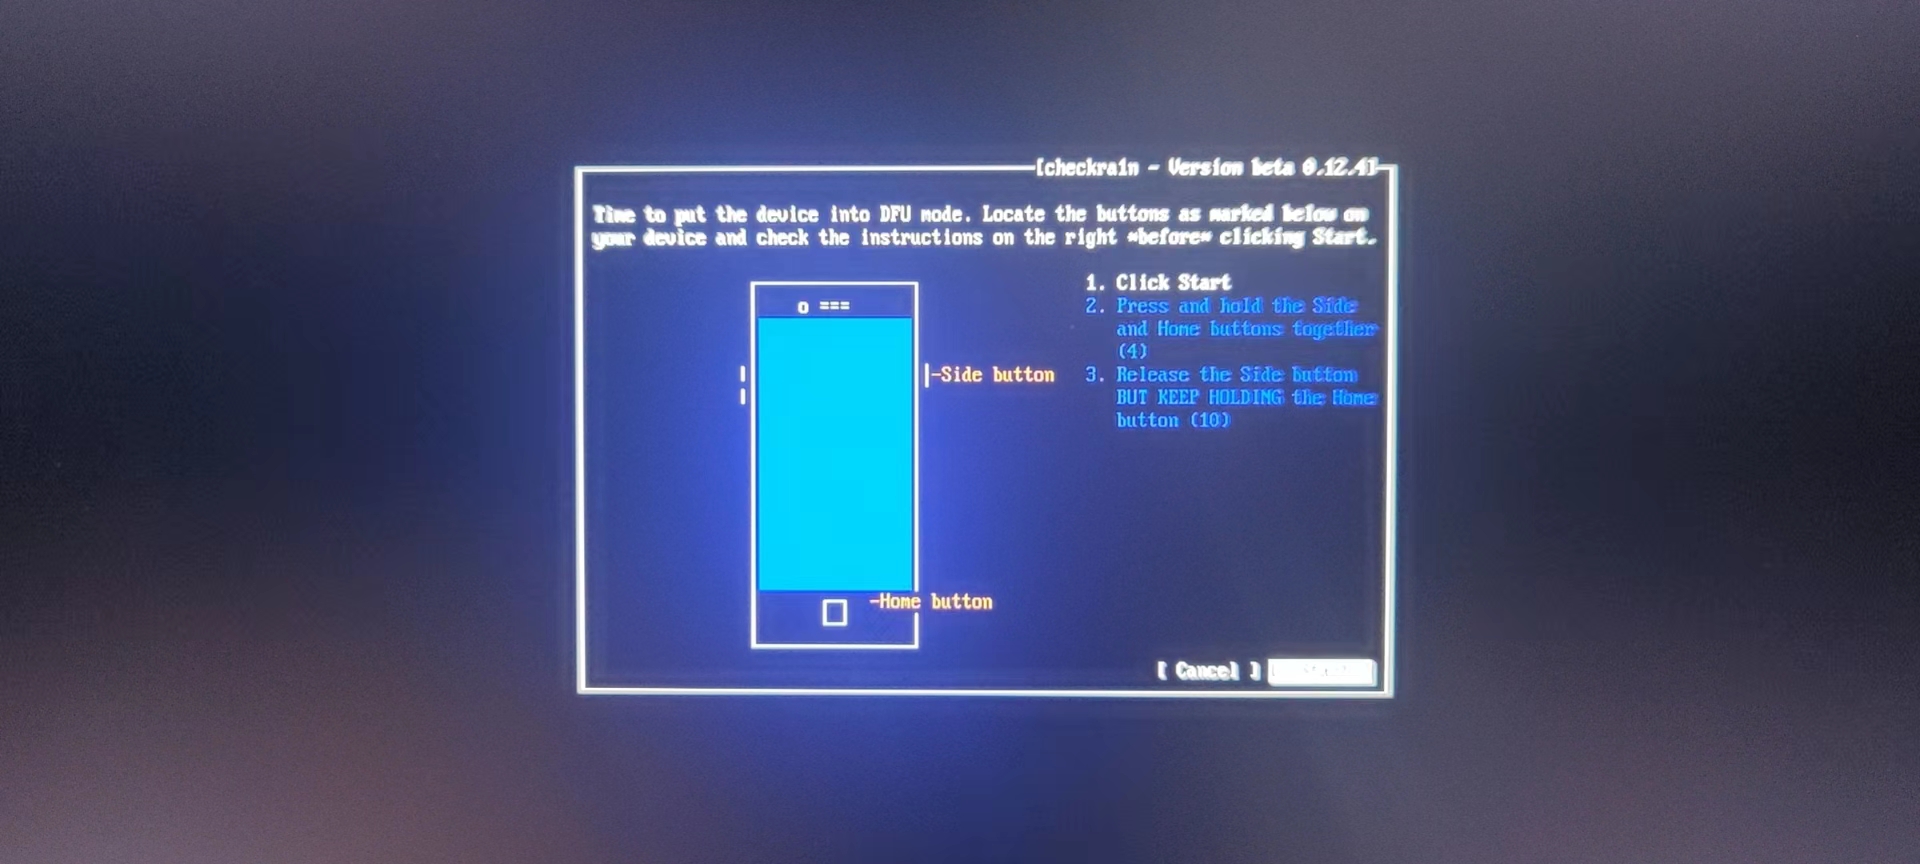 [checkra1n - Version beta 0.12.4]
Time to put the device into DFU mode. Locate the buttons as marked below on
your device and check the instructions on the right *before* clicking Start.
1. Click Start
2. Press and hold the Side
and Home buttons together
(4)
3. Release the Side button
BUT KEEP HOLDING the Home
button (10)
o ===
|-Side button
-Home button
[ Cancel ]